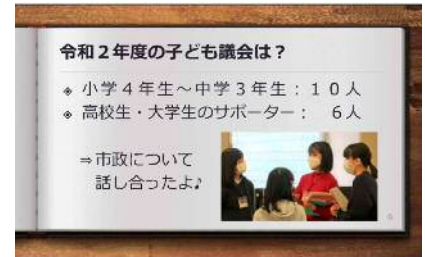 令和２年度の子ども議会は？
◈ 小学４年生～中学３年生：１０人
◈ 高校生・大学生のサポーター：　６人
⇒市政について
話し合ったよ♪